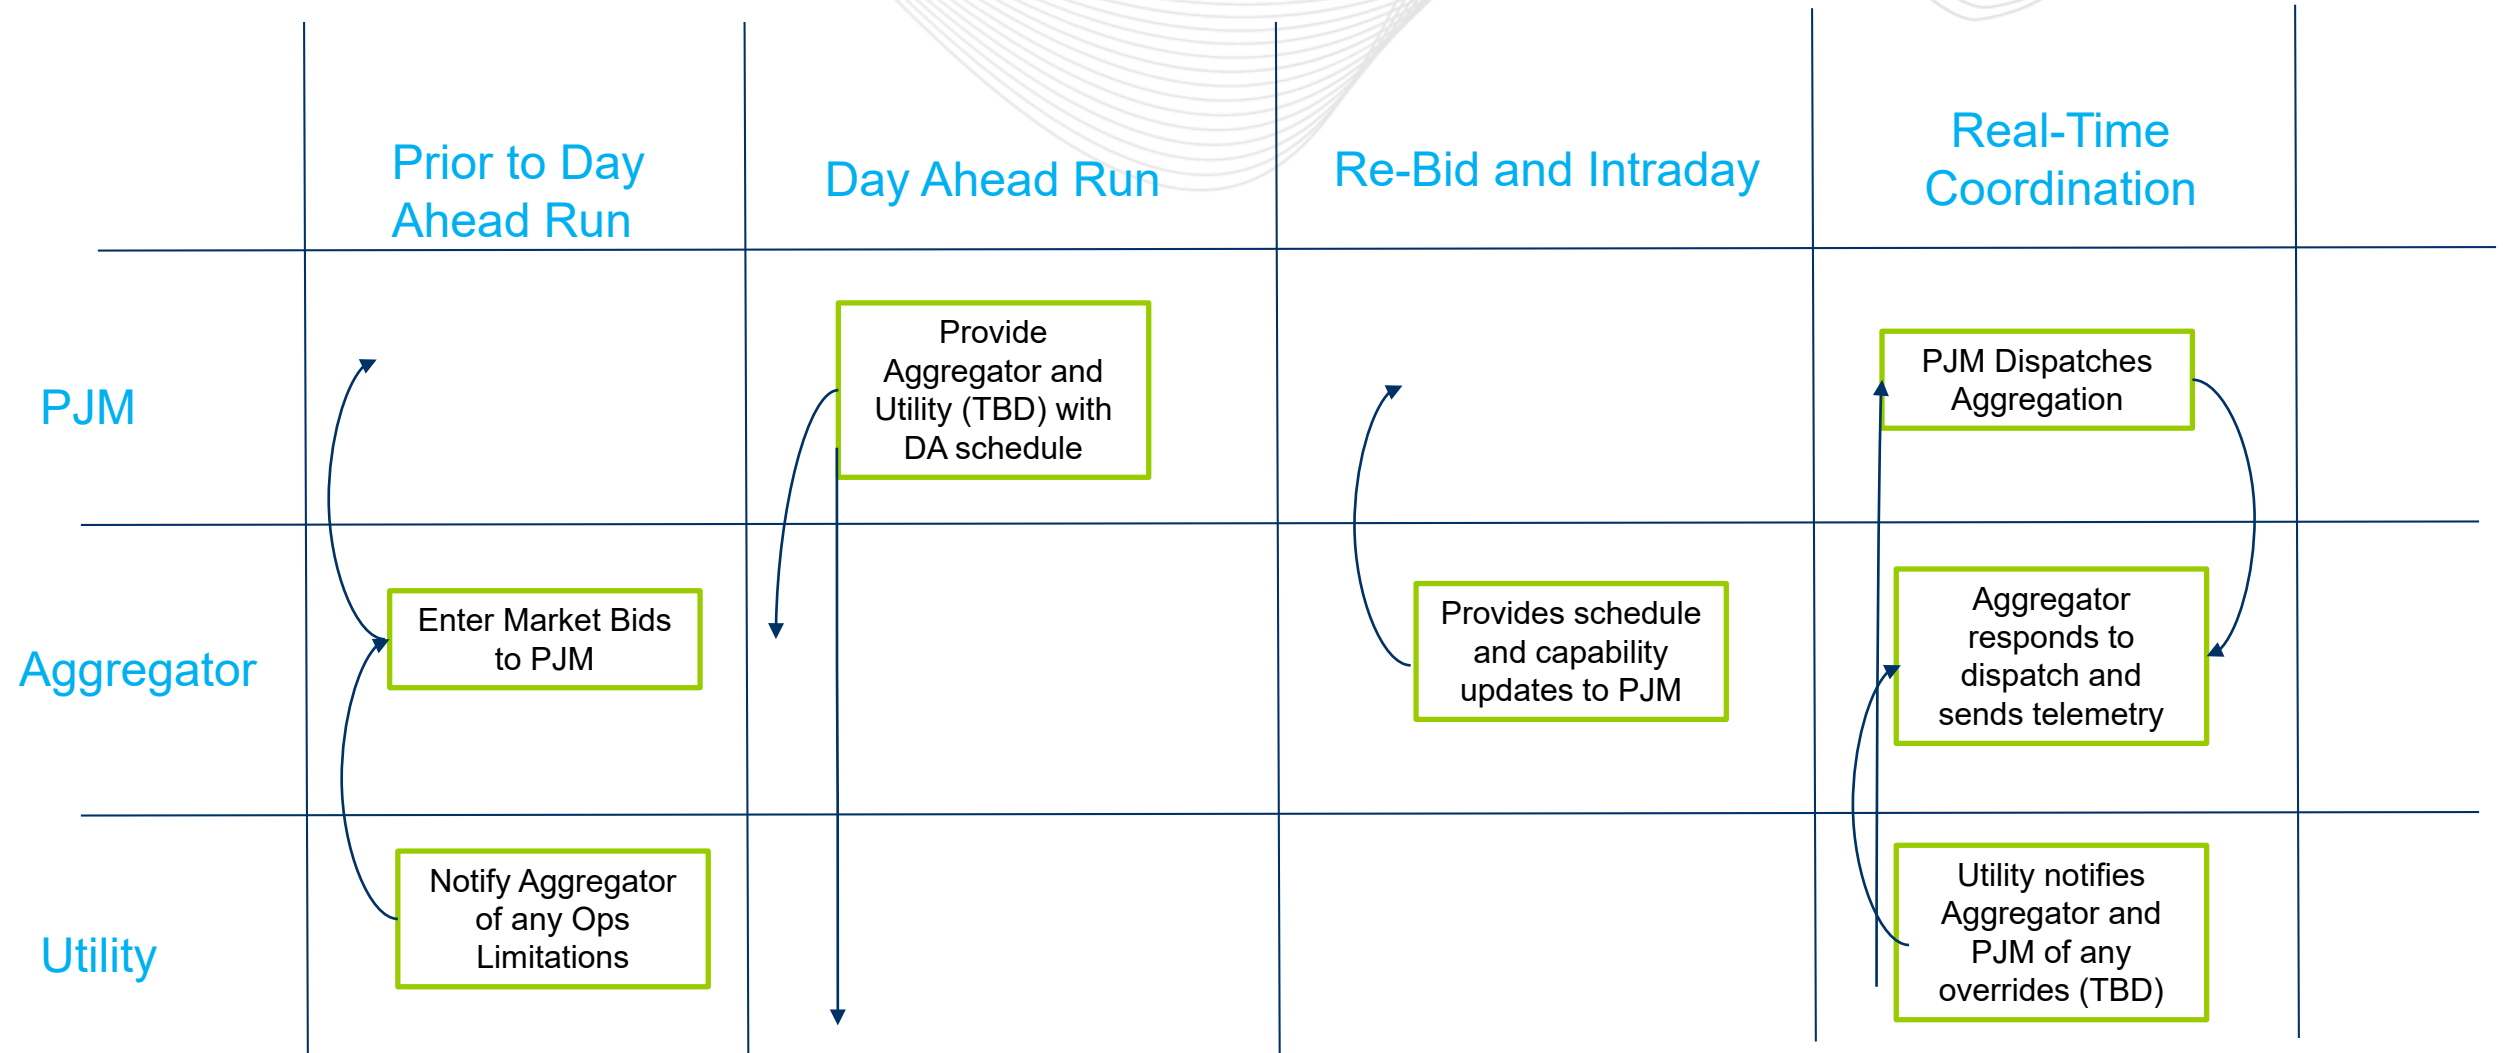 Prior to Day
Ahead Run
Day Ahead Run
Re-Bid and Intraday
Real-Time
Coordination
PJM
Provide
Aggregator and
Utility (TBD) with
DA schedule
PJM Dispatches
Aggregation
Aggregator
Enter Market Bids
to PJM
Provides schedule
and capability
updates to PJM
Aggregator
responds to
dispatch and
sends telemetry
Utility
Notify Aggregator
of any Ops
Limitations
Utility notifies
Aggregator and
PJM of any
overrides (TBD)